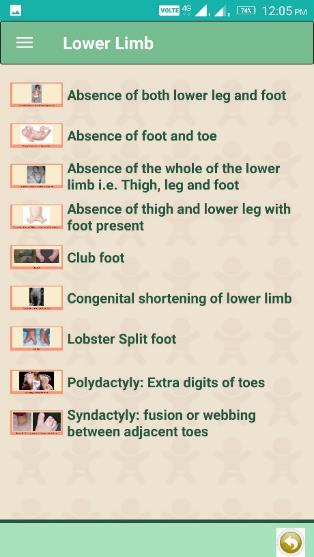 VOLTE 4G 74% 12:05 PM
Lower Limb
Absence of both lower leg and foot
Absence of foot and toe
Absence of the whole of the lower
limb i.e. Thigh, leg and foot
Absence of thigh and lower leg with
foot present
Club foot
Congenital shortening of lower limb
Lobster Split foot
Polydactyly: Extra digits of toes
Syndactyly: fusion or webbing
between adjacent toes